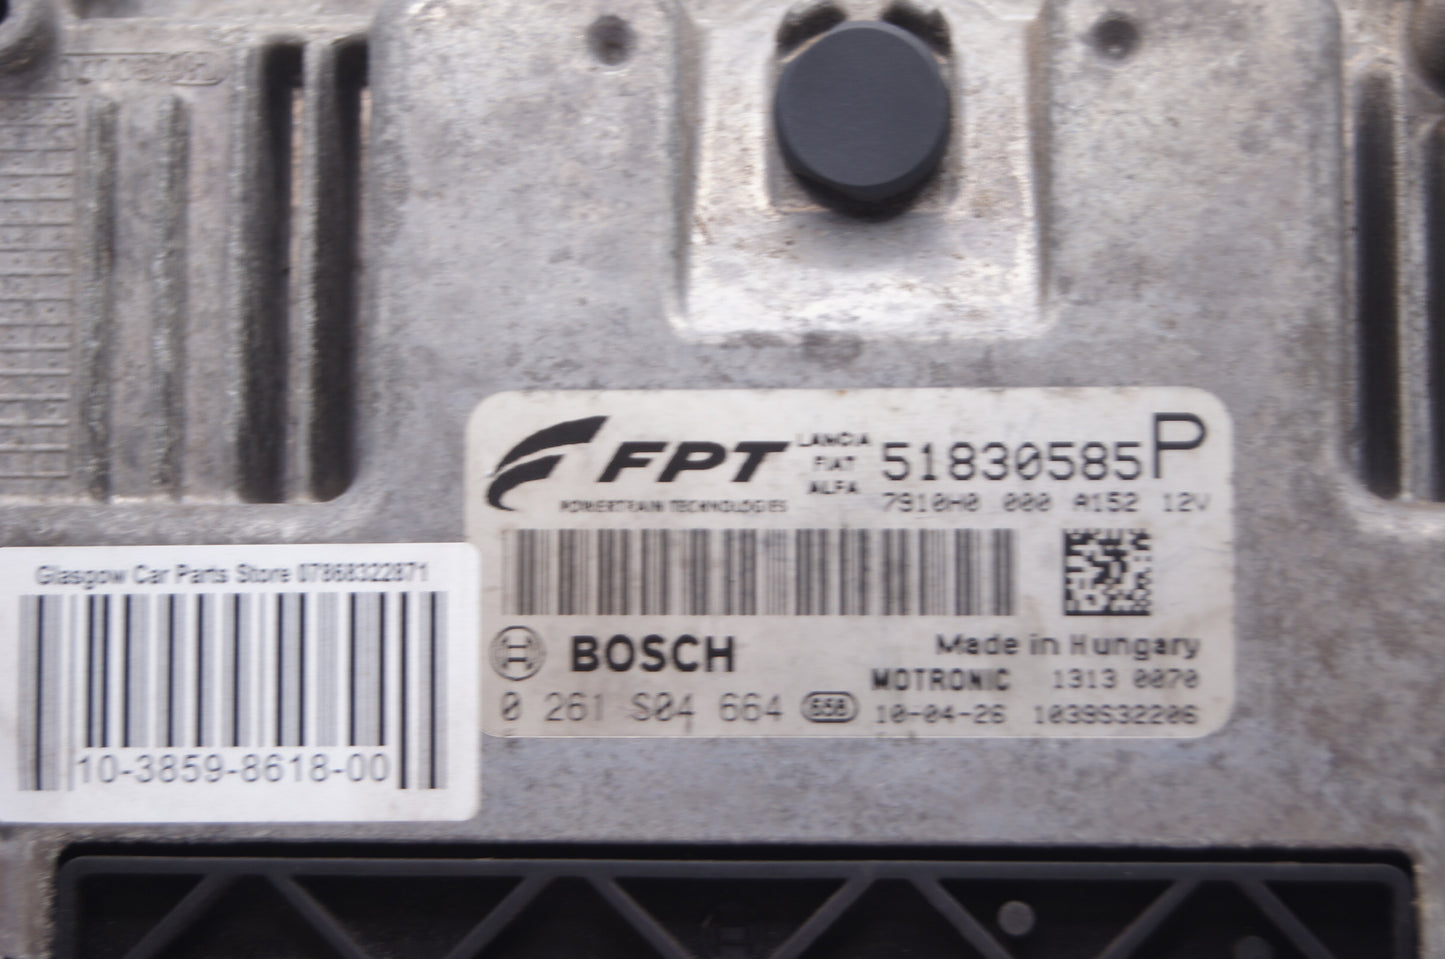 FPT
POWERTRAIN TECHNOLOGIES
LANCIA
FIAT
ALFA
51830585P
7910H0 000 A152 12V
BOSCH
Made in Hungary
MOTRONIC 1313 0070
0 261 S04 664 658 10-04-26 1039S32206
Glasgow Car Parts Store 07868322871
10-3859-8618-00